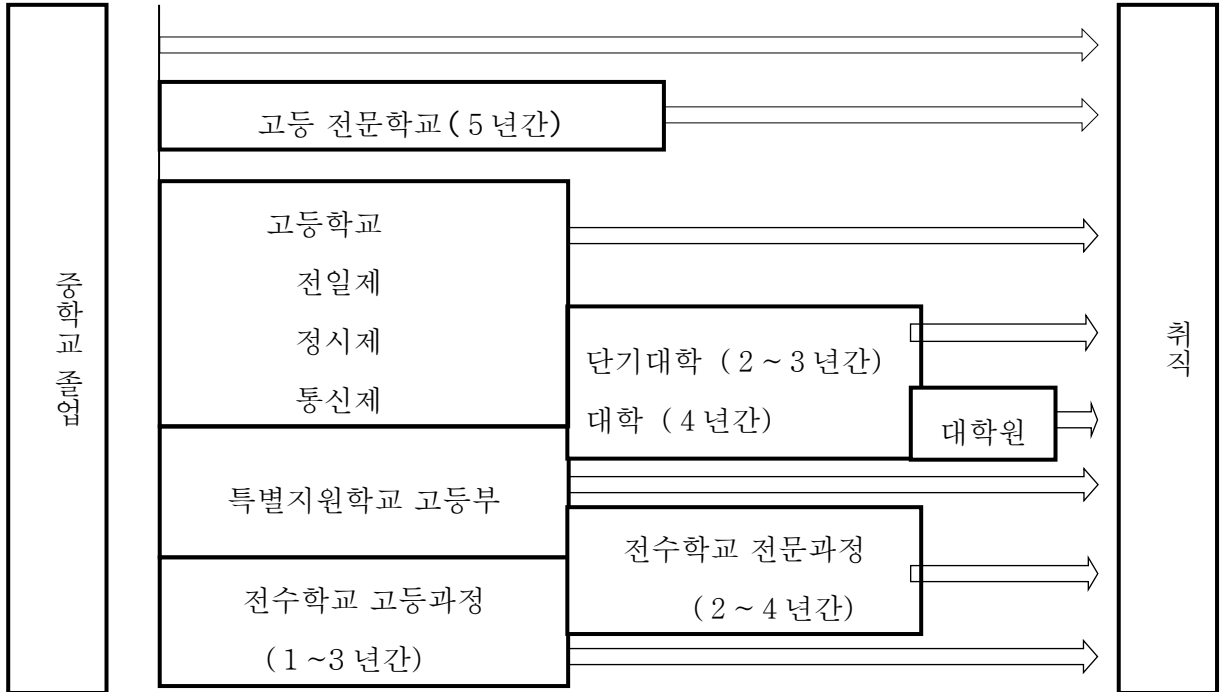 중학교 졸업
고등 전문학교(5년간)
고등학교
전일제
정시제
통신제
단기대학 (2~3년간)
대학 (4년간)
대학원
특별지원학교 고등부
전수학교 전문과정
(2~4년간)
전수학교 고등과정
(1~3년간)
취직